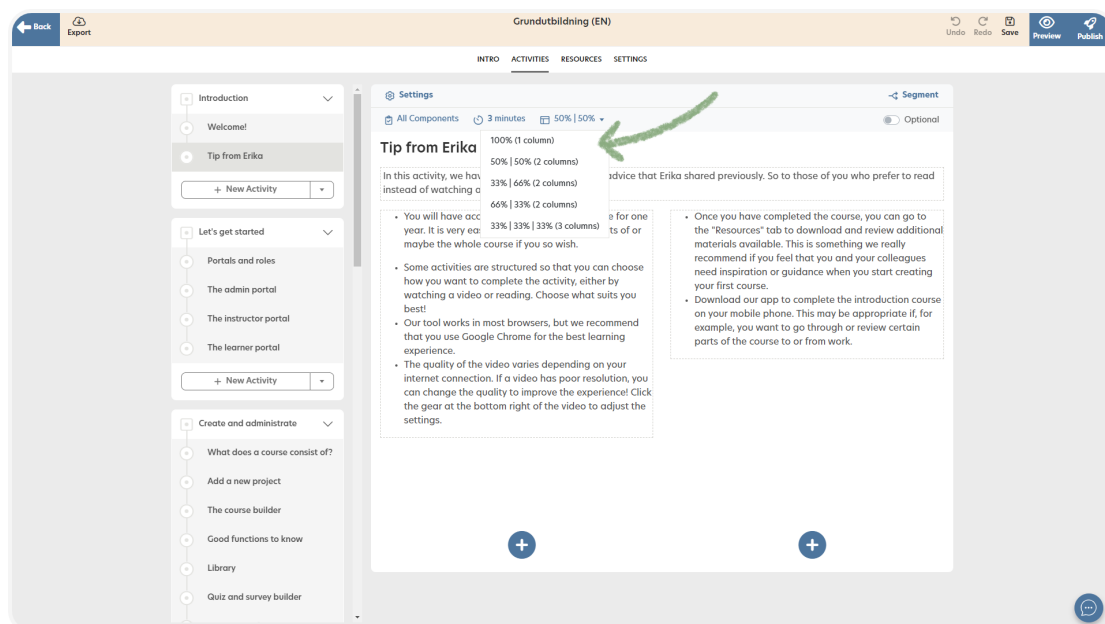 Back
Export
Grundutbildning (EN)
Undo
Redo
Save
Preview
Publish
INTRO ACTIVITIES RESOURCES SETTINGS
Introduction
Welcome!
Tip from Erika
+ New Activity
Let's get started
Portals and roles
The admin portal
The instructor portal
The learner portal
+ New Activity
Create and administrate
What does a course consist of?
Add a new project
The course builder
Good functions to know
Library
Quiz and survey builder
Settings
Segment
All Components
3 minutes
50% | 50%
Optional
100% (1 column)
50% | 50% (2 columns)
33% | 66% (2 columns)
66% | 33% (2 columns)
33% | 33% | 33% (3 columns)
Tip from Erika
In this activity, we hav advice that Erika shared previously. So to those of you who prefer to read
instead of watching
• You will have acc e for one
year. It is very ea ts of or
maybe the whole course if you so wish.
• Some activities are structured so that you can choose
how you want to complete the activity, either by
watching a video or reading. Choose what suits you
best!
• Our tool works in most browsers, but we recommend
that you use Google Chrome for the best learning
experience.
• The quality of the video varies depending on your
internet connection. If a video has poor resolution, you
can change the quality to improve the experience! Click
the gear at the bottom right of the video to adjust the
settings.
• Once you have completed the course, you can go to
the "Resources" tab to download and review additional
materials available. This is something we really
recommend if you feel that you and your colleagues
need inspiration or guidance when you start creating
your first course.
• Download our app to complete the introduction course
on your mobile phone. This may be appropriate if, for
example, you want to go through or review certain
parts of the course to or from work.